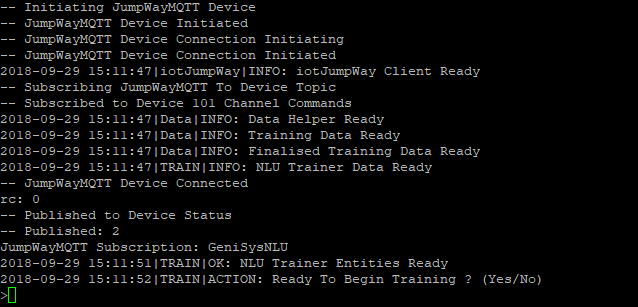 -- Initiating JumpWayMQTT Device
-- JumpWayMQTT Device Initiated
-- JumpWayMQTT Device Connection Initiating
-- JumpWayMQTT Device Connection Initiated
2018-09-29 15:11:47|iotJumpWay|INFO: iotJumpWay Client Ready
-- Subscribing JumpWayMQTT To Device Topic
-- Subscribed to Device 101 Channel Commands
2018-09-29 15:11:47|Data|INFO: Data Helper Ready
2018-09-29 15:11:47|Data|INFO: Training Data Ready
2018-09-29 15:11:47|Data|INFO: Finalised Training Data Ready
2018-09-29 15:11:47|TRAIN|INFO: NLU Trainer Data Ready
-- JumpWayMQTT Device Connected
rc: 0
-- Published to Device Status
-- Published: 2
JumpWayMQTT Subscription: GeniSysNLU
2018-09-29 15:11:51|TRAIN|OK: NLU Trainer Entities Ready
2018-09-29 15:11:52|TRAIN|ACTION: Ready To Begin Training ? (Yes/No)
>